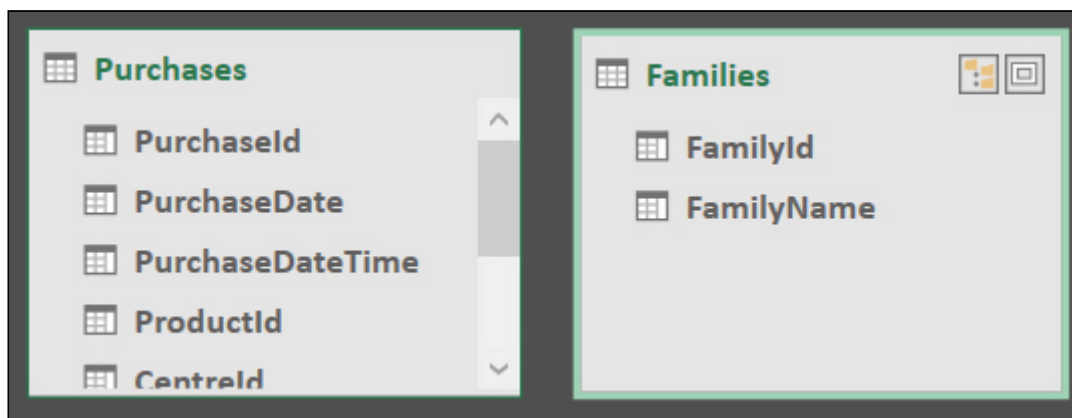 Purchases
PurchaseId
PurchaseDate
PurchaseDateTime
ProductId
CentreId
Families
FamilyId
FamilyName